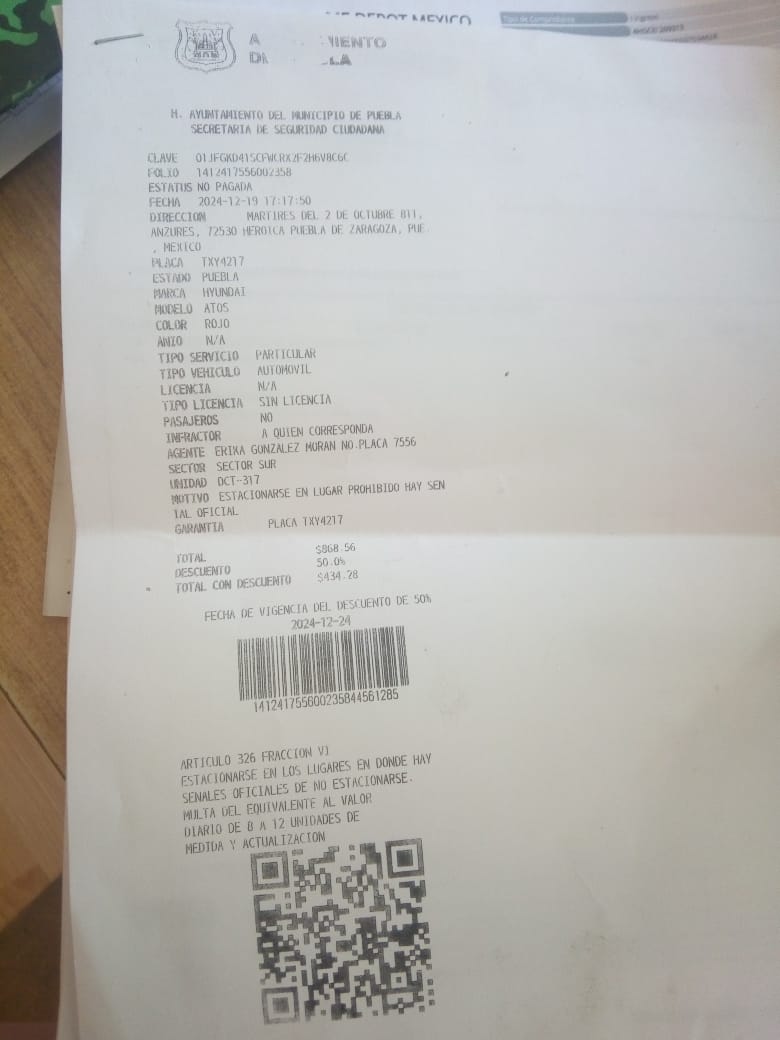 H. AYUNTAMIENTO DEL MUNICIPIO DE PUEBLA
SECRETARIA DE SEGURIDAD CIUDADANA
CLAVE 01JFGKD41SCFWCRX2F2H6V8C6C
FOLIO 1412417556002358
ESTATUS NO PAGADA
FECHA 2024-12-19 17:17:50
DIRECCION MARTIRES DEL 2 DE OCTUBRE 811,
ANZURES, 72530 HEROICA PUEBLA DE ZARAGOZA, PUE.
, MEXICO
PLACA TXY4217
ESTADO PUEBLA
MARCA HYUNDAI
MODELO ATOS
COLOR ROJO
ANIO N/A
TIPO SERVICIO PARTICULAR
TIPO VEHICULO AUTOMOVIL
LICENCIA N/A
TIPO LICENCIA SIN LICENCIA
PASAJEROS NO
INFRACTOR A QUIEN CORRESPONDA
AGENTE ERIKA GONZALEZ MORAN NO.PLACA 7556
SECTOR SECTOR SUR
UNIDAD DCT-317
MOTIVO ESTACIONARSE EN LUGAR PROHIBIDO HAY SEN
IAL OFICIAL
GARANTIA PLACA TXY4217
TOTAL $868.56
DESCUENTO 50.0%
TOTAL CON DESCUENTO $434.28
FECHA DE VIGENCIA DEL DESCUENTO DE 50%
2024-12-24
141241755600235844561285
ARTICULO 326 FRACCION VI
ESTACIONARSE EN LOS LUGARES EN DONDE HAY
SENALES OFICIALES DE NO ESTACIONARSE.
MULTA DEL EQUIVALENTE AL VALOR
DIARIO DE 8 A 12 UNIDADES DE
MEDIDA Y ACTUALIZACION